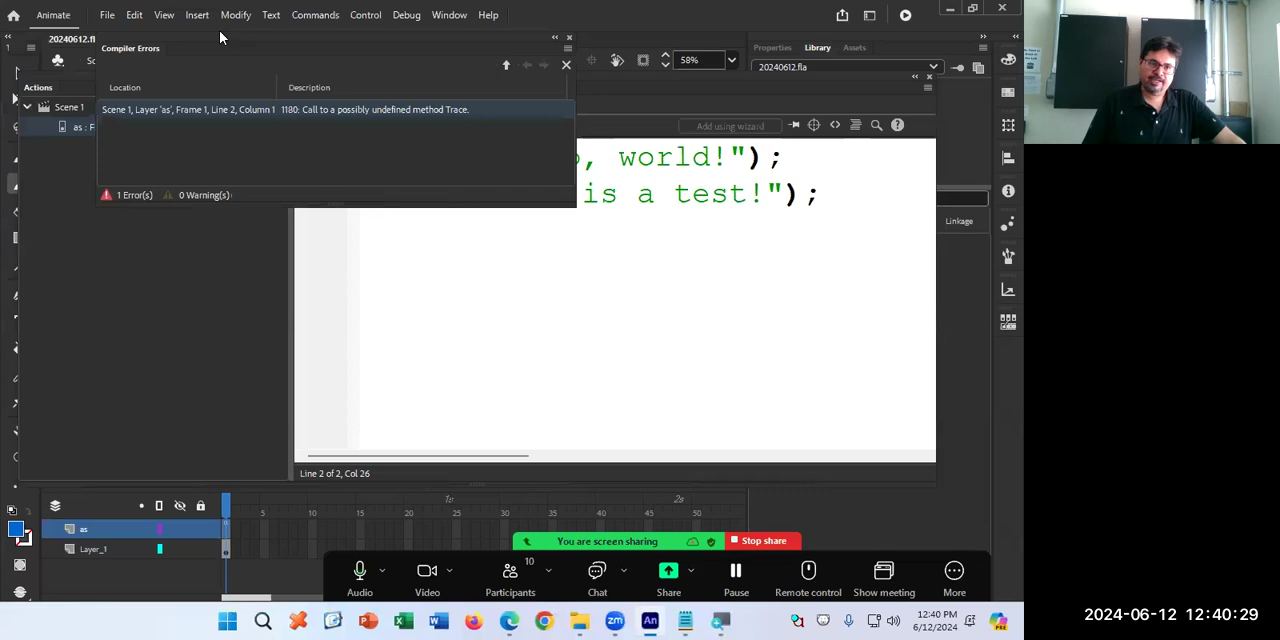 Animate File Edit View Insert Modify Text Commands Control Debug Window Help
20240612.fl
Compiler Errors
Properties Library Assets
58%
20240612.fla
Actions
Location Description
Scene 1
Scene 1, Layer 'as', Frame 1, Line 2, Column 1 1180: Call to a possibly undefined method Trace.
as : F
Add using wizard
, world!");
is a test!");
1 Error(s) 0 Warning(s)
Linkage
Line 2 of 2, Col 26
1s 2s
5 10 15 20 25 30 35 40 45 50
as
Layer_1
You are screen sharing Stop share
10
Audio Video Participants Chat Share Pause Remote control Show meeting More
12:40 PM
6/12/2024
2024-06-12 12:40:29